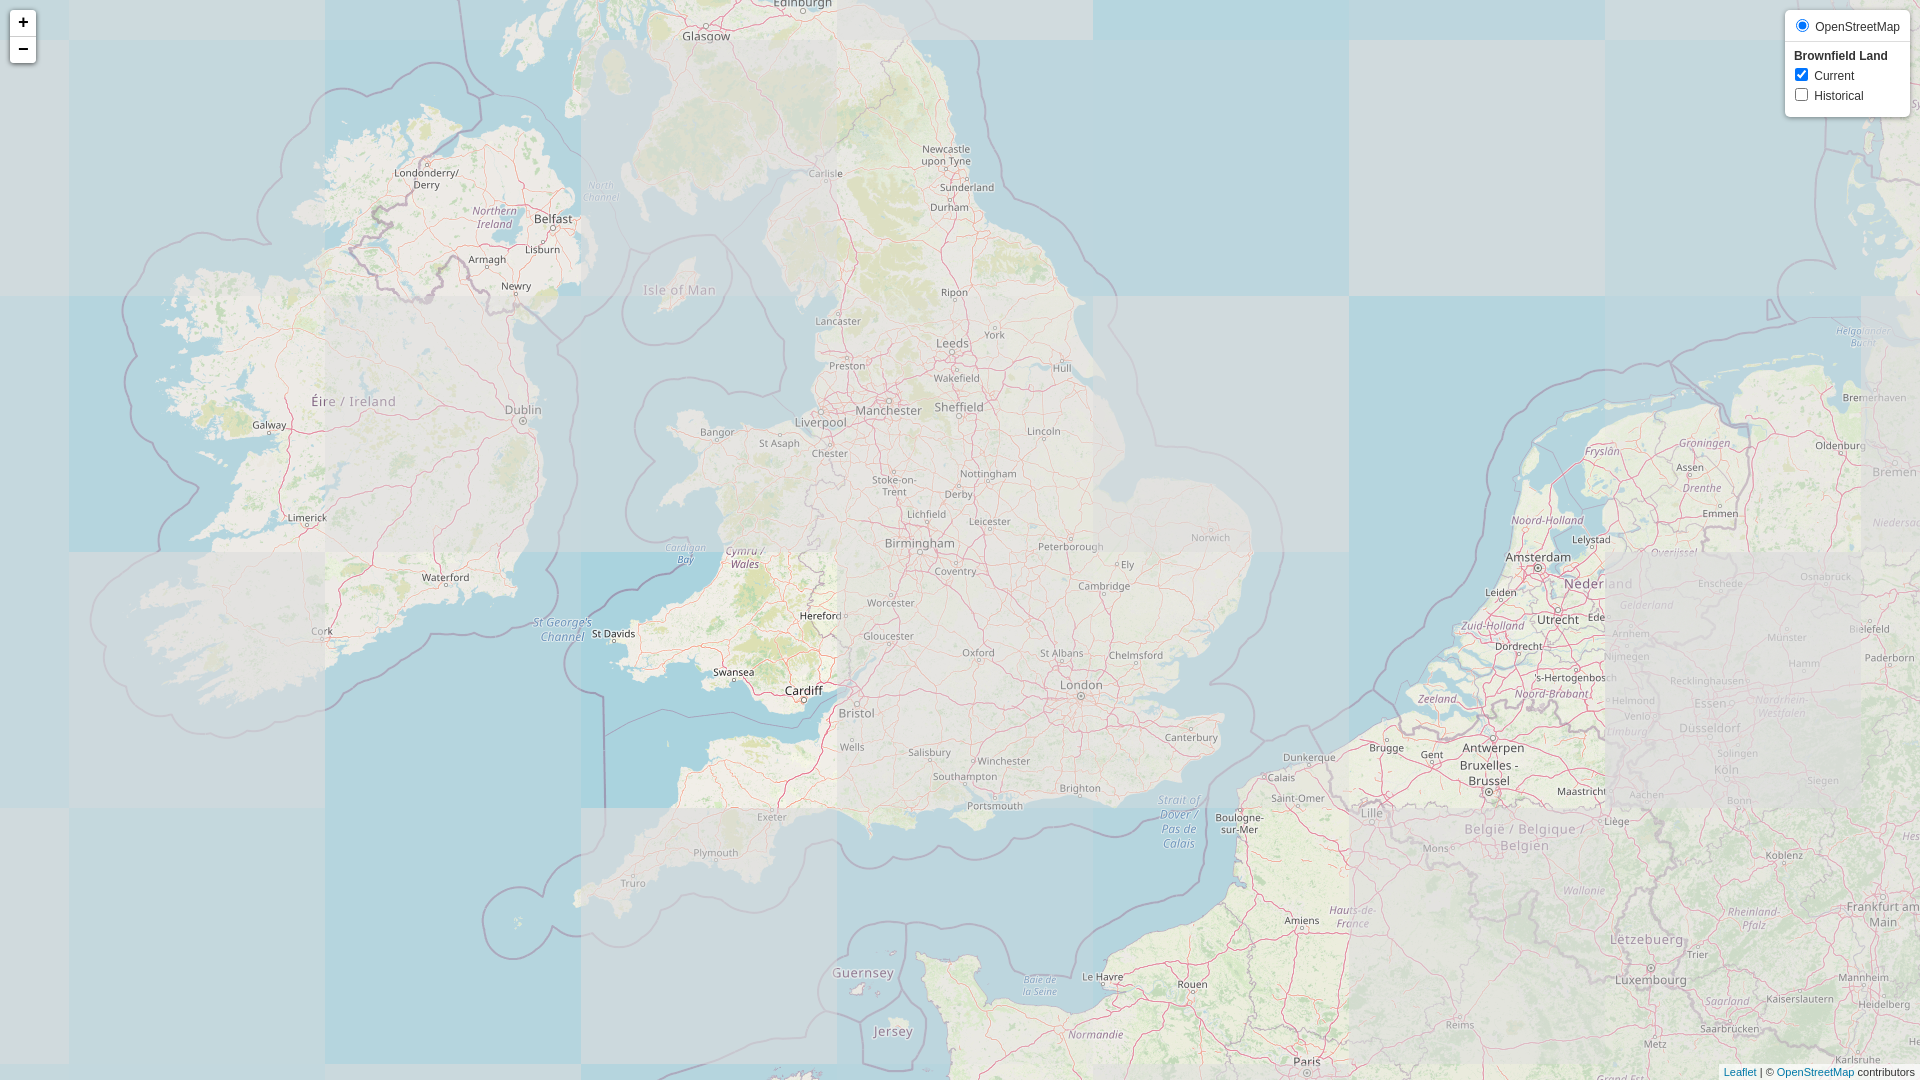 +
−
OpenStreetMap
Brownfield Land
Current
Historical
Edinburgh
Glasgow
Londonderry/
Derry
North
Channel
Carlisle
Newcastle
upon Tyne
Sunderland
Durham
Northern
Ireland
Belfast
Lisburn
Armagh
Newry
Isle of Man
Ripon
Lancaster
York
Leeds
Preston
Hull
Wakefield
Éire / Ireland
Dublin
Galway
Manchester
Sheffield
Liverpool
Bangor
St Asaph
Chester
Lincoln
Stoke-on-
Trent
Nottingham
Derby
Limerick
Lichfield
Leicester
Norwich
Birmingham
Peterborough
Cardigan
Bay
Cymru /
Wales
Coventry
Ely
Cambridge
Waterford
Worcester
Hereford
St George's
Channel
St Davids
Cork
Gloucester
Oxford
St Albans
Chelmsford
Swansea
Cardiff
London
Bristol
Canterbury
Wells
Salisbury
Winchester
Southampton
Brighton
Portsmouth
Exeter
Plymouth
Truro
Strait of
Dover /
Pas de
Calais
Dunkerque
Calais
Saint-Omer
Boulogne-
sur-Mer
Lille
Helgoländer
Bucht
Bremerhaven
Groningen
Fryslân
Oldenburg
Assen
Bremen
Drenthe
Emmen
Noord-Holland
Niedersac
Lelystad
Amsterdam
Overijssel
Nederland
Enschede
Osnabrück
Leiden
Gelderland
Utrecht
Ede
Zuid-Holland
Arnhem
Münster
Bielefeld
Dordrecht
Nijmegen
Hamm
Paderborn
's-Hertogenbosch
Recklinghausen
Zeeland
Noord-Brabant
Helmond
Essen
Nordrhein-
Westfalen
Venlo
Düsseldorf
Limburg
Brugge
Gent
Antwerpen
Solingen
Bruxelles -
Brussel
Köln
Siegen
Maastricht
Aachen
Bonn
Liège
België / Belgique /
Belgien
Mons
Koblenz
Hes
Wallonie
Amiens
Hauts-de-
France
Rheinland-
Pfalz
Frankfurt am
Main
Lëtzebuerg
Trier
Guernsey
Le Havre
Baie de
la Seine
Rouen
Luxembourg
Mannheim
Saarland
Kaiserslautern
Heidelberg
Jersey
Normandie
Reims
Saarbrücken
Metz
Paris
Karlsruhe
Grand Est
Leaflet | © OpenStreetMap contributors